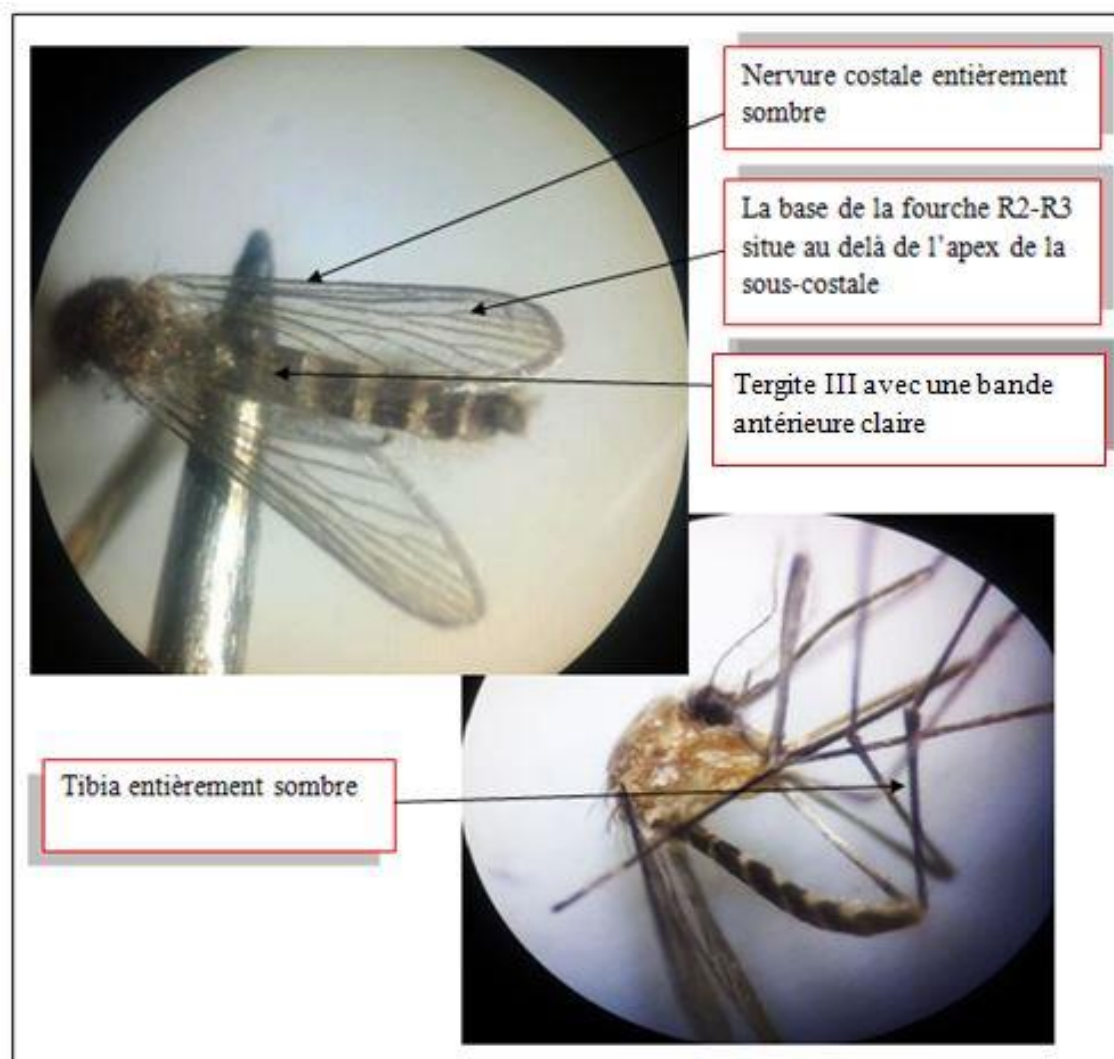 Nervure costale entièrement
sombre
La base de la fourche R2-R3
situe au delà de l'apex de la
sous-costale
Tergite III avec une bande
antérieure claire
Tibia entièrement sombre